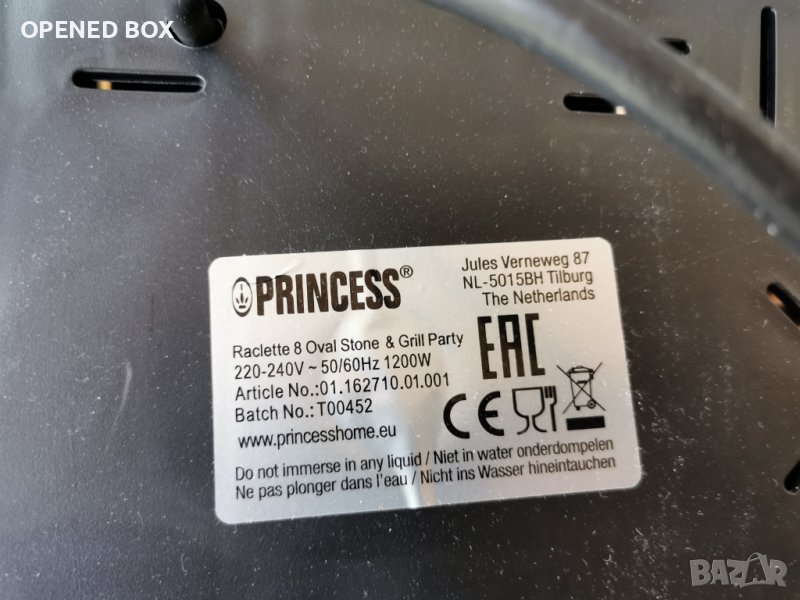 OPENED BOX
PRINCESS®
Jules Verneweg 87
NL-5015BH Tilburg
The Netherlands
Raclette 8 Oval Stone & Grill Party
220-240V ~ 50/60Hz 1200W
Article No.:01.162710.01.001
Batch No.: T00452
www.princesshome.eu
EAC
CE
Do not immerse in any liquid / Niet in water onderdompelen
Ne pas plonger dans l'eau / Nicht ins Wasser hineintauchen
BAZAR